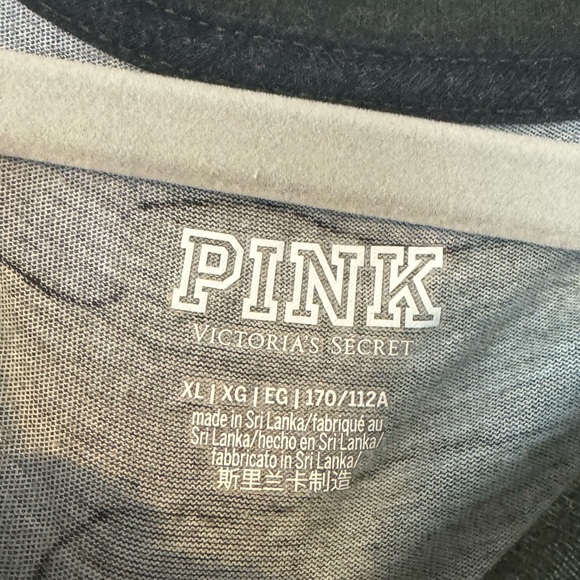 PINK
VICTORIA'S SECRET
XL | XG | EG | 170/112A
made in Sri Lanka/fabriqué au
Sri Lanka/hecho en Sri Lanka/
fabbricato in Sri Lanka/
斯里兰卡制造